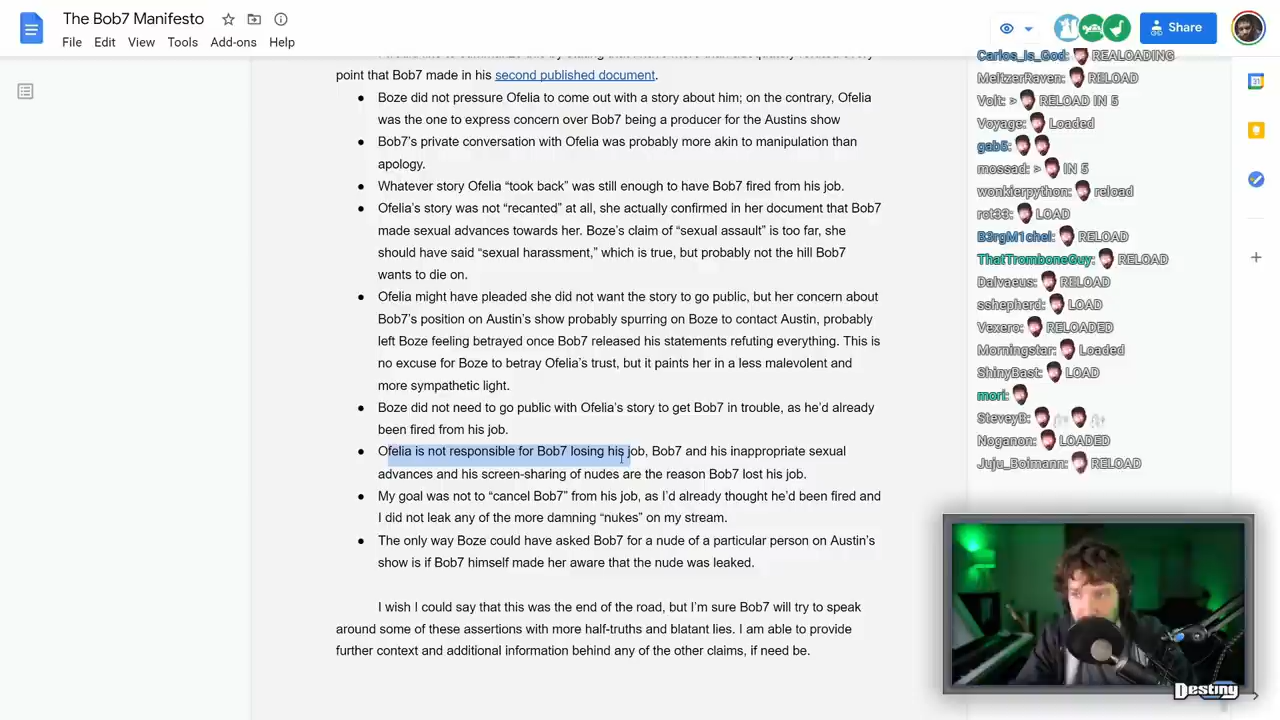 The Bob7 Manifesto
File Edit View Tools Add-ons Help
Share
point that Bob7 made in his second published document.
● Boze did not pressure Ofelia to come out with a story about him; on the contrary, Ofelia
was the one to express concern over Bob7 being a producer for the Austins show
● Bob7's private conversation with Ofelia was probably more akin to manipulation than
apology.
● Whatever story Ofelia “took back” was still enough to have Bob7 fired from his job.
● Ofelia's story was not “recanted” at all, she actually confirmed in her document that Bob7
made sexual advances towards her. Boze's claim of “sexual assault” is too far, she
should have said “sexual harassment,” which is true, but probably not the hill Bob7
wants to die on.
● Ofelia might have pleaded she did not want the story to go public, but her concern about
Bob7's position on Austin's show probably spurring on Boze to contact Austin, probably
left Boze feeling betrayed once Bob7 released his statements refuting everything. This is
no excuse for Boze to betray Ofelia's trust, but it paints her in a less malevolent and
more sympathetic light.
● Boze did not need to go public with Ofelia's story to get Bob7 in trouble, as he'd already
been fired from his job.
● Ofelia is not responsible for Bob7 losing his job, Bob7 and his inappropriate sexual
advances and his screen-sharing of nudes are the reason Bob7 lost his job.
● My goal was not to “cancel Bob7” from his job, as I'd already thought he'd been fired and
I did not leak any of the more damning “nukes” on my stream.
● The only way Boze could have asked Bob7 for a nude of a particular person on Austin's
show is if Bob7 himself made her aware that the nude was leaked.
I wish I could say that this was the end of the road, but I'm sure Bob7 will try to speak
around some of these assertions with more half-truths and blatant lies. I am able to provide
further context and additional information behind any of the other claims, if need be.
Carlos_Is_God: REALOADING
MeltzerRaven: RELOAD
Volt: > RELOAD IN 5
Voyage: Loaded
gab5:
mossad: > IN 5
wonkierpython: reload
rct33: LOAD
B3rgM1chel: RELOAD
ThatTromboneGuy: RELOAD
Dalvaeus: RELOAD
sshepherd: LOAD
Vexero: RELOADED
Morningstar: Loaded
ShinyBast: LOAD
mori:
SteveyB:
Noganon: LOADED
Juju_Boimann: RELOAD
31
Destiny